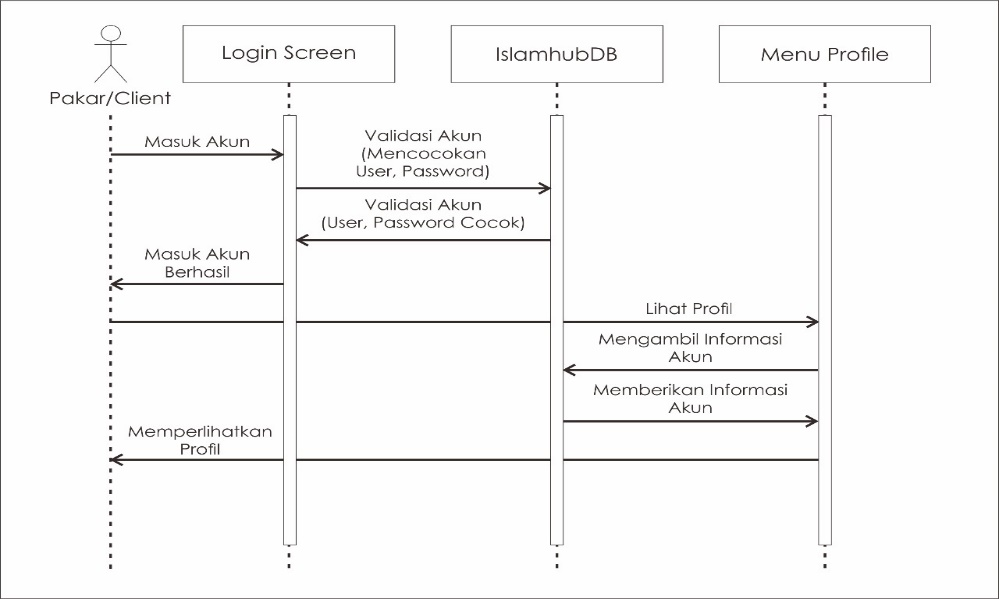 Login Screen
IslamhubDB
Menu Profile
Pakar/Client
Masuk Akun
Validasi Akun
(Mencocokan
User, Password)
Validasi Akun
(User, Password Cocok)
Masuk Akun
Berhasil
Lihat Profil
Mengambil Informasi
Akun
Memberikan Informasi
Akun
Memperlihatkan
Profil